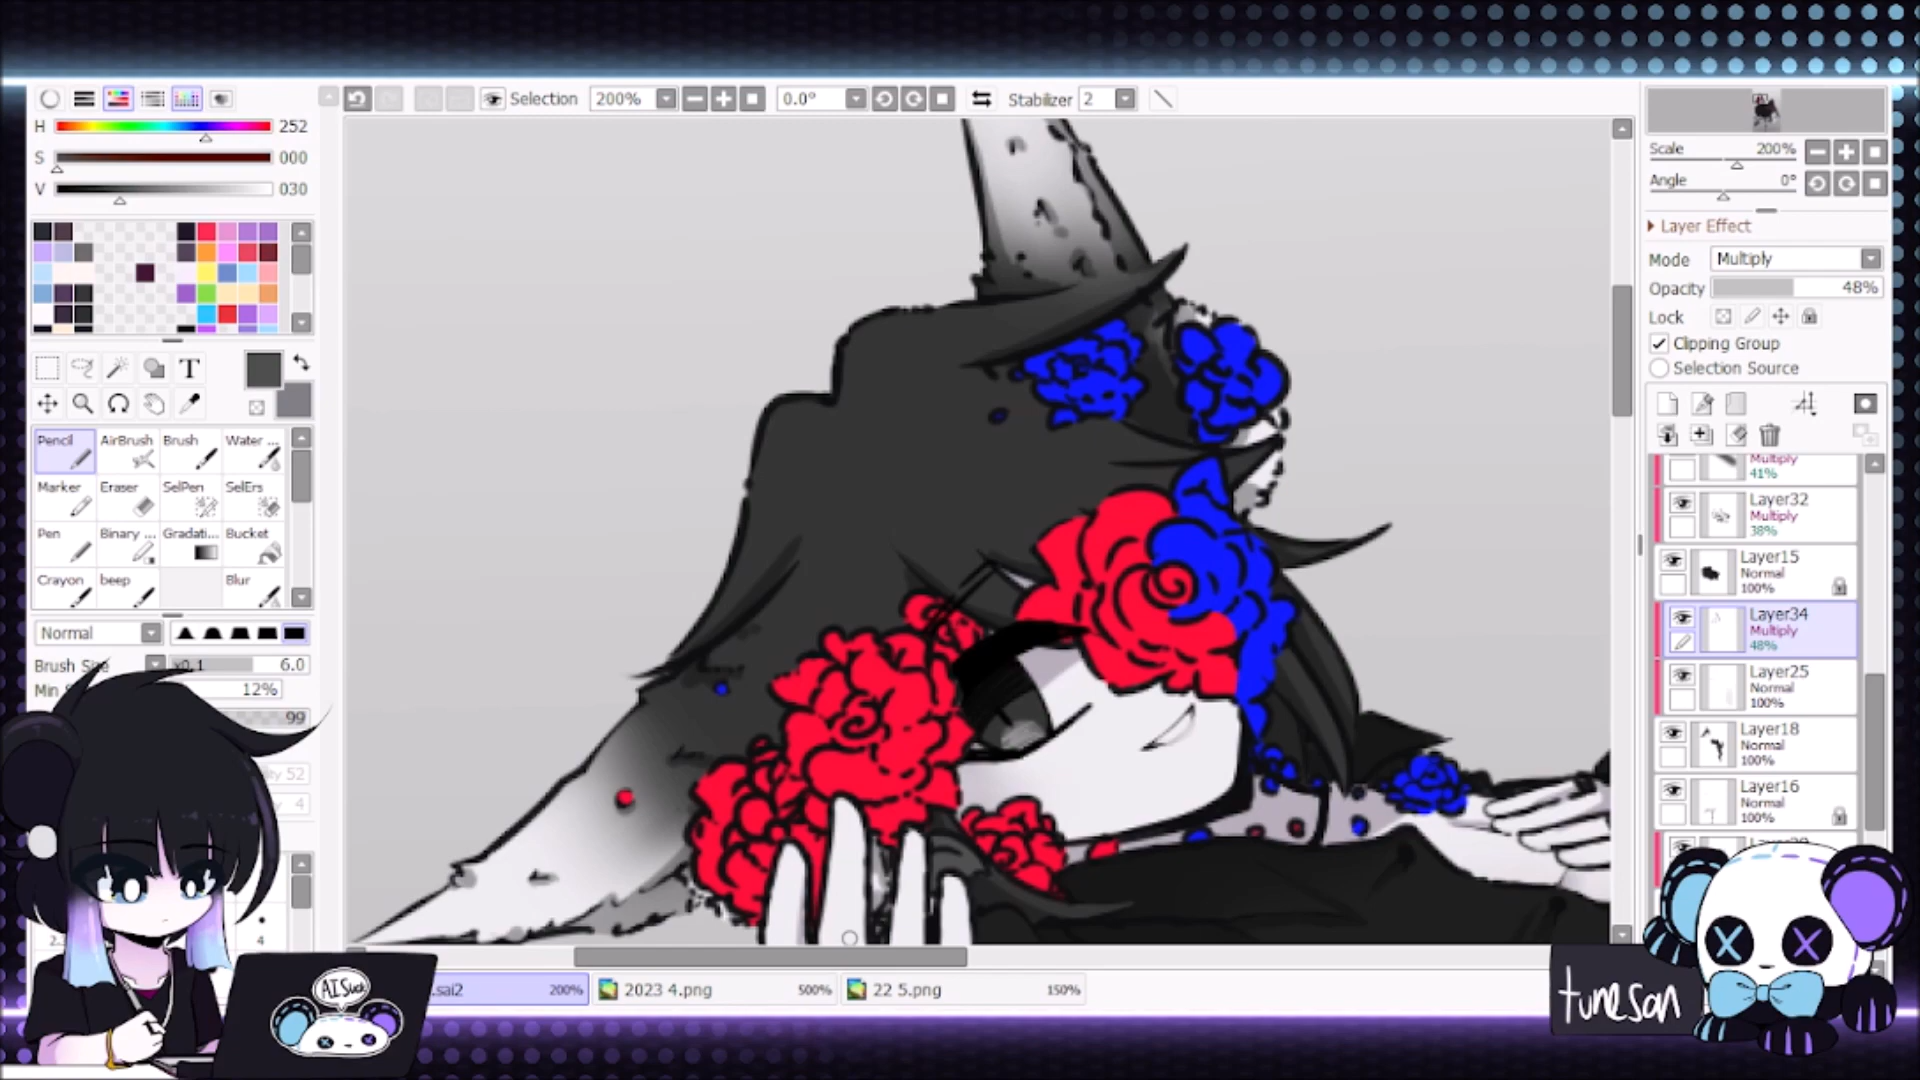 Selection 200% 0.0° Stabilizer 2
H 252
S 000
V 030
T
Pencil AirBrush Brush Water ...
Marker Eraser SelPen SelErs
Pen Binary ... Gradati... Bucket
Crayon beep Blur
Normal
Brush Size x0.1 6.0
Min 12%
99
52
4
4
Scale 200%
Angle 0°
Layer Effect
Mode Multiply
Opacity 48%
Lock
Clipping Group
Selection Source
Multiply
41%
Layer32
Multiply
38%
Layer15
Normal
100%
Layer34
Multiply
48%
Layer25
Normal
100%
Layer18
Normal
100%
Layer16
Normal
100%
.sai2 200% 2023 4.png 500% 22 5.png 150%
AI Suck
tunesan